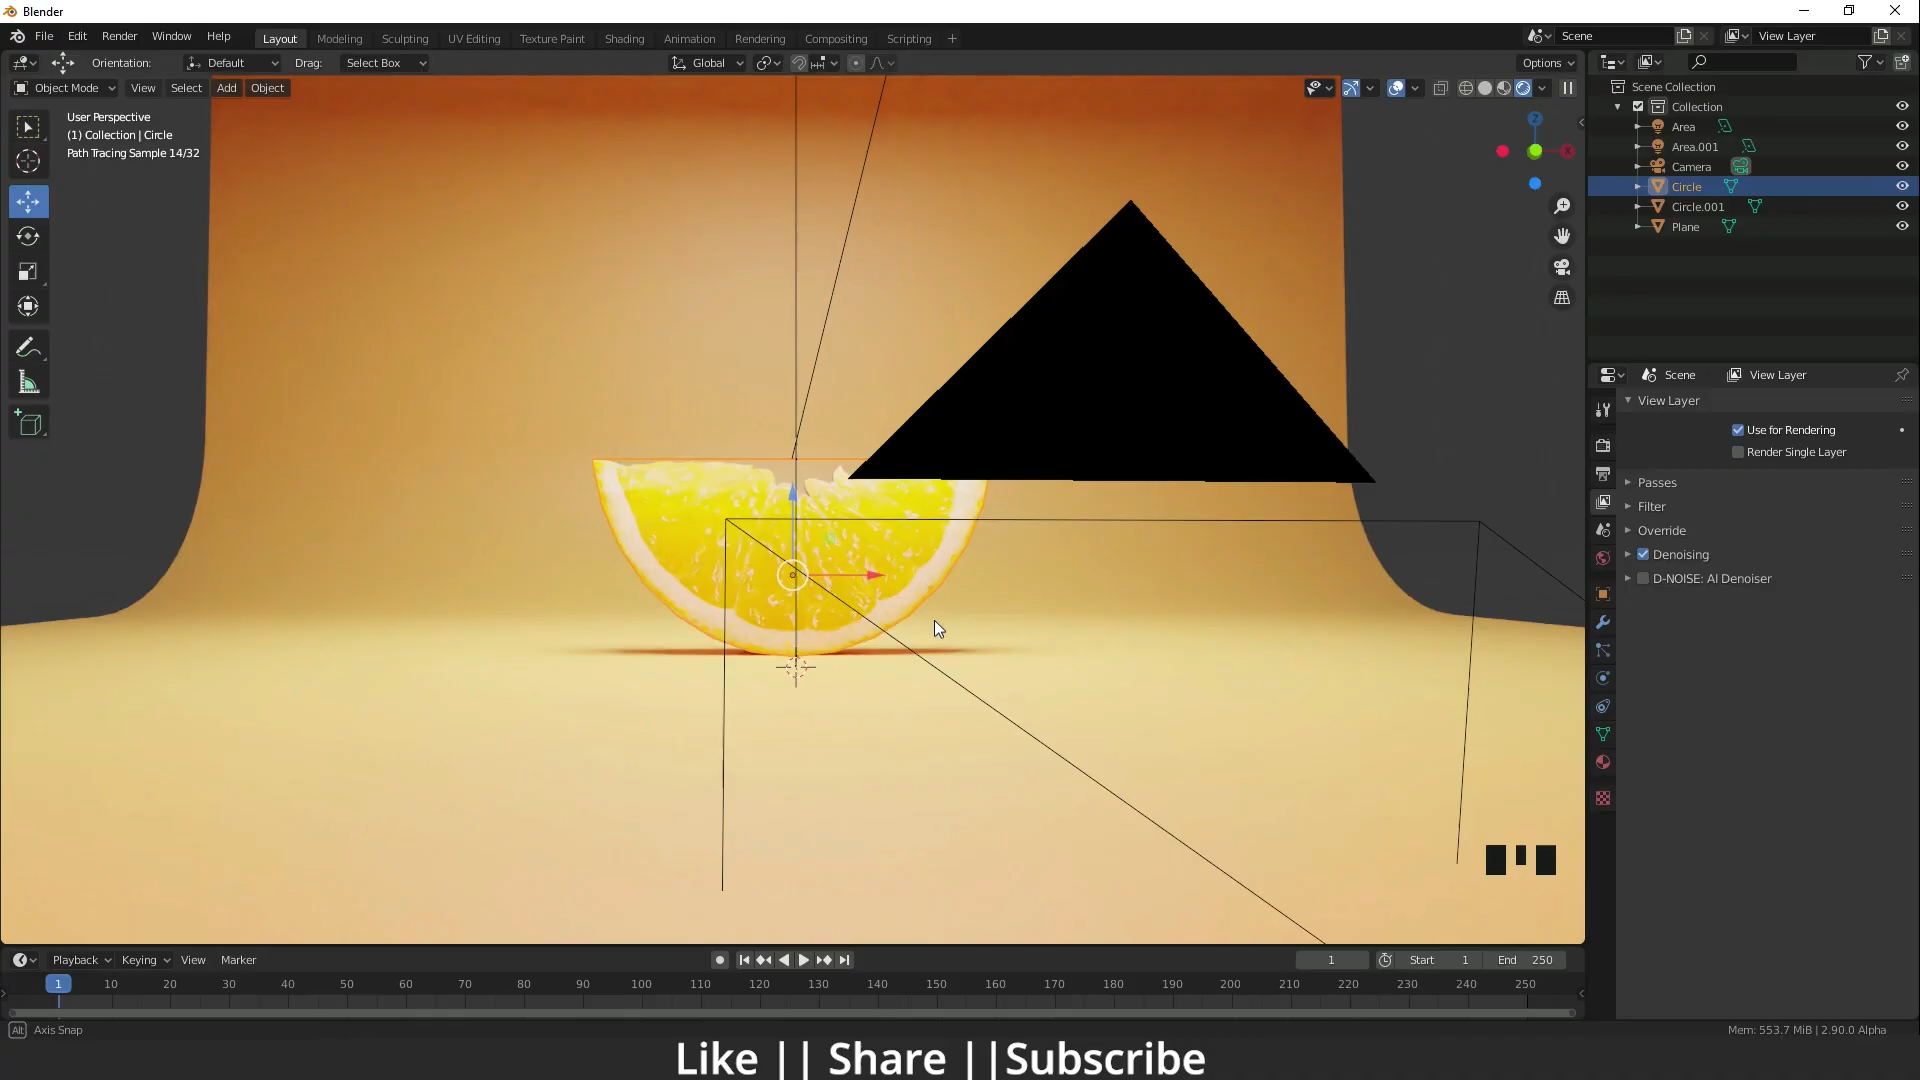 Blender
File Edit Render Window Help
Layout Modeling Sculpting UV Editing Texture Paint Shading Animation Rendering Compositing Scripting +
Scene
View Layer
Orientation: Default Drag: Select Box
Global
Options
Object Mode View Select Add Object
User Perspective
(1) Collection | Circle
Path Tracing Sample 14/32
Z
X
Scene Collection
Collection
Area
Area.001
Camera
Circle
Circle.001
Plane
Scene View Layer
View Layer
Use for Rendering
Render Single Layer
Passes
Filter
Override
Denoising
D-NOISE: AI Denoiser
Playback Keying View Marker
1 Start 1 End 250
1 10 20 30 40 50 60 70 80 90 100 110 120 130 140 150 160 170 180 190 200 210 220 230 240 250
Alt Axis Snap
Mem: 553.7 MiB | 2.90.0 Alpha
Like || Share ||Subscribe